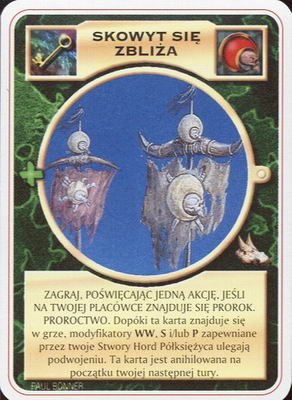 SKOWYT SIĘ
ZBLIŻA
ZAGRAJ, POŚWIĘCAJĄC JEDNĄ AKCJĘ, JEŚLI
NA TWOJEJ PLACÓWCE ZNAJDUJE SIĘ PROROK.
PROROCTWO. Dopóki ta karta znajduje się
w grze, modyfikatory WW, S i/lub P zapewniane
przez twoje Stwory Hord Półksiężyca ulegają
podwojeniu. Ta karta jest anihilowana na
początku twojej następnej tury.
PAUL BONNER